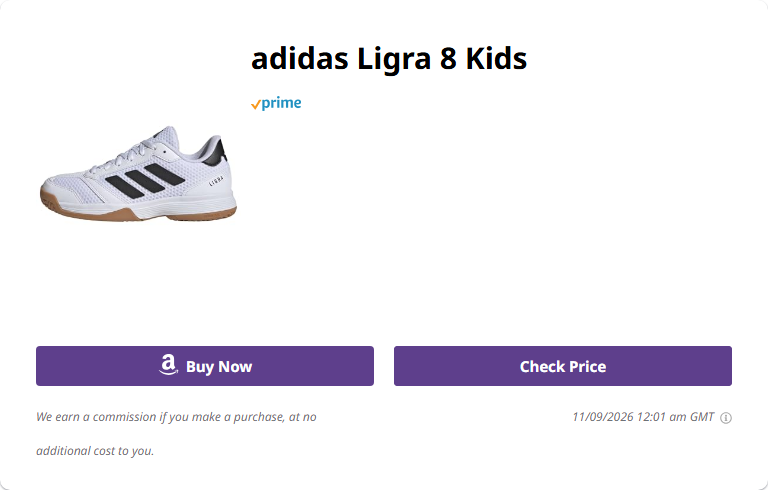 adidas Ligra 8 Kids
prime
LIGRA
Buy Now
Check Price
We earn a commission if you make a purchase, at no
additional cost to you.
11/09/2026 12:01 am GMT